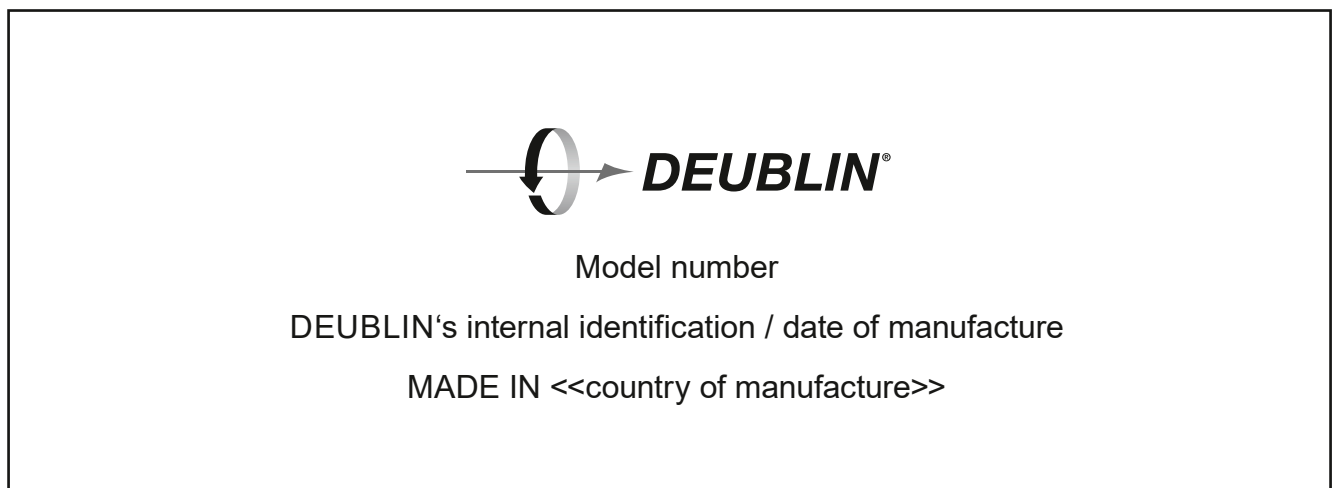 DEUBLIN®
Model number
DEUBLIN‘s internal identification / date of manufacture
MADE IN <<country of manufacture>>